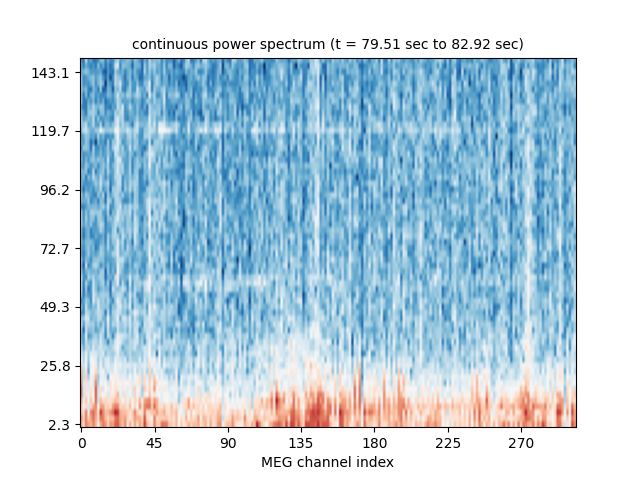 continuous power spectrum (t = 79.51 sec to 82.92 sec)
143.1
119.7
96.2
72.7
49.3
25.8
2.3
0 45 90 135 180 225 270
MEG channel index